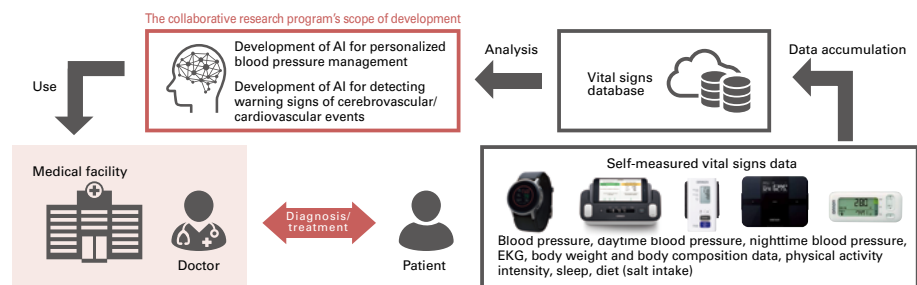 The collaborative research program's scope of development
Development of AI for personalized
blood pressure management
Development of AI for detecting
warning signs of cerebrovascular/
cardiovascular events
Analysis
Vital signs
database
Data accumulation
Use
Medical facility
Doctor
Diagnosis/
treatment
Patient
Self-measured vital signs data
Blood pressure, daytime blood pressure, nighttime blood pressure,
EKG, body weight and body composition data, physical activity
intensity, sleep, diet (salt intake)